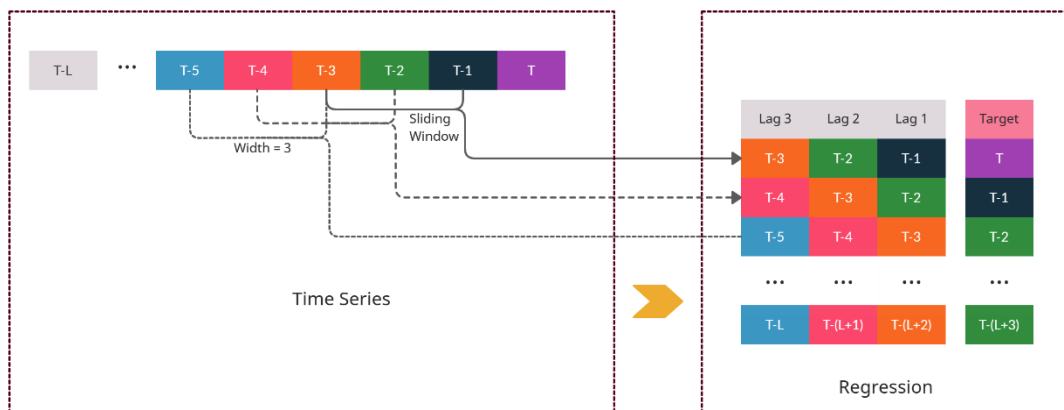 T-L ... T-5 T-4 T-3 T-2 T-1 T
Sliding
Window
Width = 3
Time Series
Lag 3 Lag 2 Lag 1 Target
T-3 T-2 T-1 T
T-4 T-3 T-2 T-1
T-5 T-4 T-3 T-2
... ... ... ...
T-L T-(L+1) T-(L+2) T-(L+3)
Regression